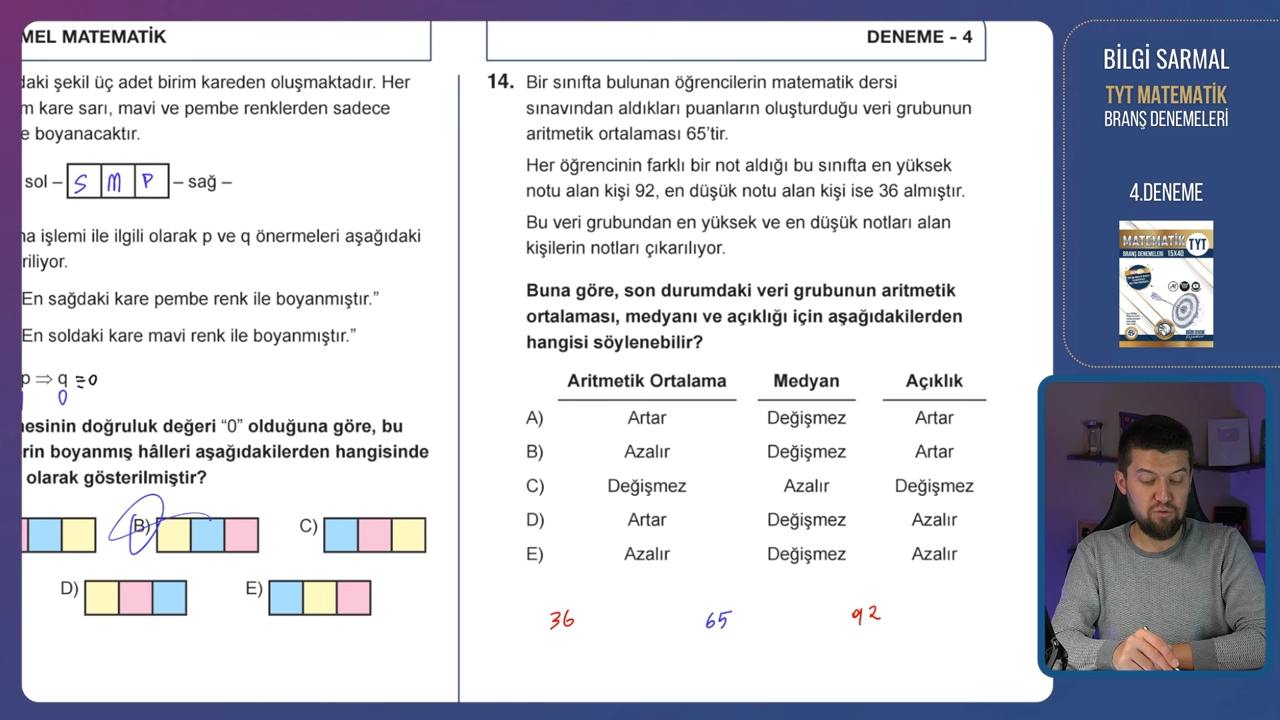 MEL MATEMATİK
daki şekil üç adet birim kareden oluşmaktadır. Her
m kare sarı, mavi ve pembe renklerden sadece
e boyanacaktır.
sol – S M P – sağ –
na işlemi ile ilgili olarak p ve q önermeleri aşağıdaki
riliyor.
En sağdaki kare pembe renk ile boyanmıştır.”
En soldaki kare mavi renk ile boyanmıştır.”
p ⇒ q ≡ 0
1 0
nesinin doğruluk değeri “0” olduğuna göre, bu
rin boyanmış hâlleri aşağıdakilerden hangisinde
olarak gösterilmiştir?
B) C)
D) E)
DENEME - 4
14. Bir sınıfta bulunan öğrencilerin matematik dersi
sınavından aldıkları puanların oluşturduğu veri grubunun
aritmetik ortalaması 65’tir.
Her öğrencinin farklı bir not aldığı bu sınıfta en yüksek
notu alan kişi 92, en düşük notu alan kişi ise 36 almıştır.
Bu veri grubundan en yüksek ve en düşük notları alan
kişilerin notları çıkarılıyor.
Buna göre, son durumdaki veri grubunun aritmetik
ortalaması, medyanı ve açıklığı için aşağıdakilerden
hangisi söylenebilir?
Aritmetik Ortalama Medyan Açıklık
A) Artar Değişmez Artar
B) Azalır Değişmez Artar
C) Değişmez Azalır Değişmez
D) Artar Değişmez Azalır
E) Azalır Değişmez Azalır
36 65 92
BİLGİ SARMAL
TYT MATEMATİK
BRANŞ DENEMELERİ
4.DENEME
MATEMATİK TYT
BRANŞ DENEMELERİ 15X40